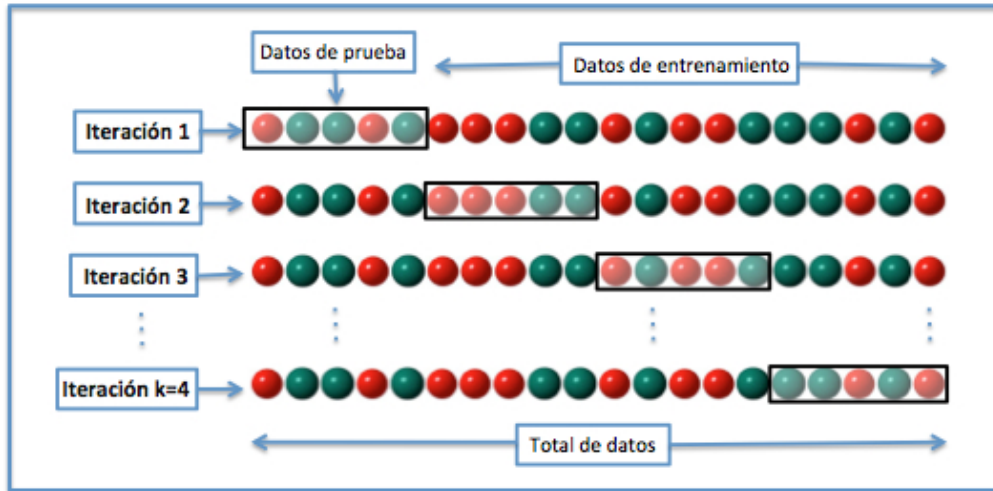 Datos de prueba
Datos de entrenamiento
Iteración 1
Iteración 2
Iteración 3
Iteración k=4
Total de datos